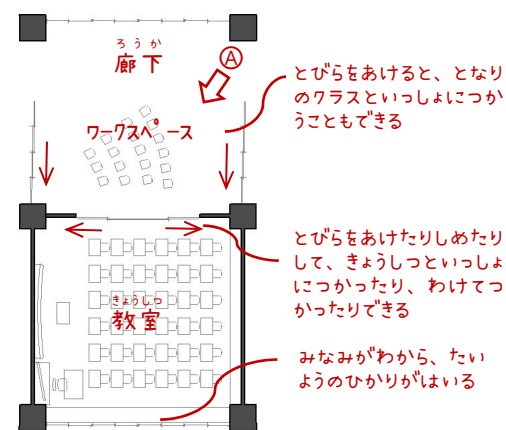 ろうか
廊下
Ⓐ
とびらをあけると、となり
のクラスといっしょにつか
うこともできる
ワークスペース
とびらをあけたりしめたり
して、きょうしつといっしょ
につかったり、わけてつ
かったりできる
きょうしつ
教室
みなみがわから、たい
ようのひかりがはいる